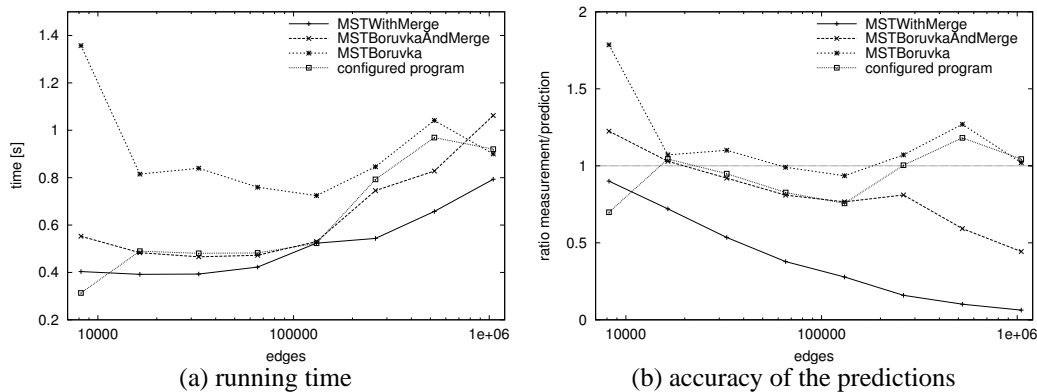 1.4
1.2
1
0.8
0.6
0.4
0.2
time [s]
10000
100000
1e+06
edges
MSTWithMerge
MSTBoruvkaAndMerge
MSTBoruvka
configured program
(a) running time
2
1.5
1
0.5
0
ratio measurement/prediction
10000
100000
1e+06
edges
MSTWithMerge
MSTBoruvkaAndMerge
MSTBoruvka
configured program
(b) accuracy of the predictions